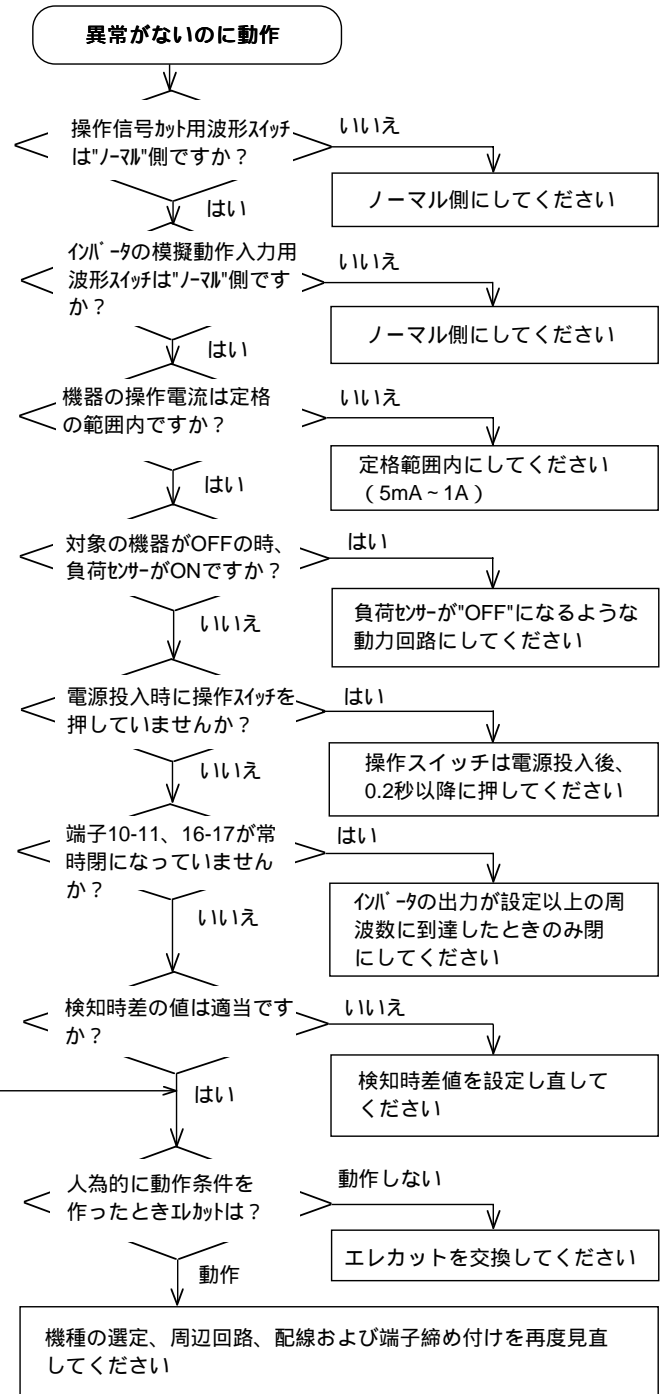 異常がないのに動作
操作信号ｶｯﾄ用波形ｽｲｯﾁ
は"ﾉｰﾏﾙ"側ですか？
いいえ
ノーマル側にしてください
はい
ｲﾝﾊﾞｰﾀの模擬動作入力用
波形ｽｲｯﾁは"ﾉｰﾏﾙ"側です
か？
いいえ
ノーマル側にしてください
はい
機器の操作電流は定格
の範囲内ですか？
いいえ
定格範囲内にしてください
（5mA～1A）
はい
対象の機器がOFFの時、
負荷ｾﾝｻｰがONですか？
はい
負荷ｾﾝｻｰが"OFF"になるような
動力回路にしてください
いいえ
電源投入時に操作ｽｲｯﾁを
押していませんか？
はい
操作スイッチは電源投入後、
0.2秒以降に押してください
いいえ
端子10-11、16-17が常
時閉になっていません
か？
はい
ｲﾝﾊﾞｰﾀの出力が設定以上の周
波数に到達したときのみ閉
にしてください
いいえ
検知時差の値は適当です
か？
いいえ
検知時差値を設定し直して
ください
はい
人為的に動作条件を
作ったときｴﾚｶｯﾄは？
動作しない
エレカットを交換してください
動作
機種の選定、周辺回路、配線および端子締め付けを再度見直
してください